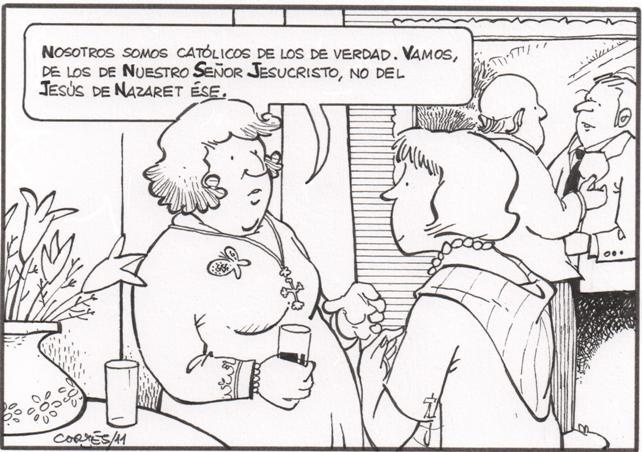 NOSOTROS SOMOS CATÓLICOS DE LOS DE VERDAD. VAMOS,
DE LOS DE NUESTRO SEÑOR JESUCRISTO, NO DEL
JESÚS DE NAZARET ÉSE.
CORTÉS/11